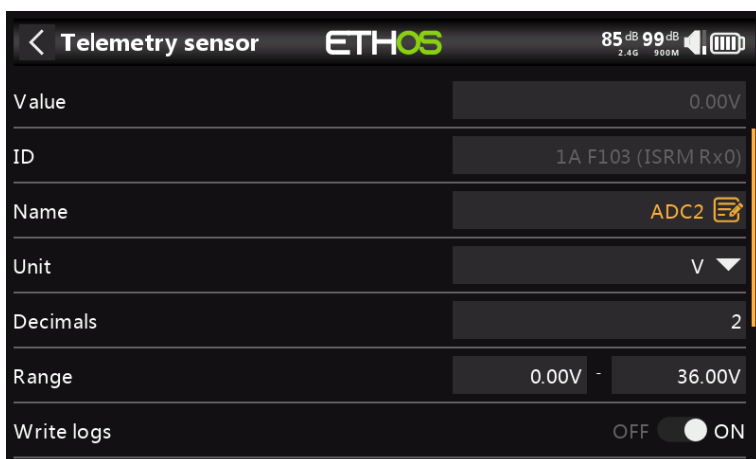 Telemetry sensor ETHOS 85dB 2.4G 99dB 900M
Value 0.00V
ID 1A F103 (ISRM Rx0)
Name ADC2
Unit V
Decimals 2
Range 0.00V - 36.00V
Write logs OFF ON